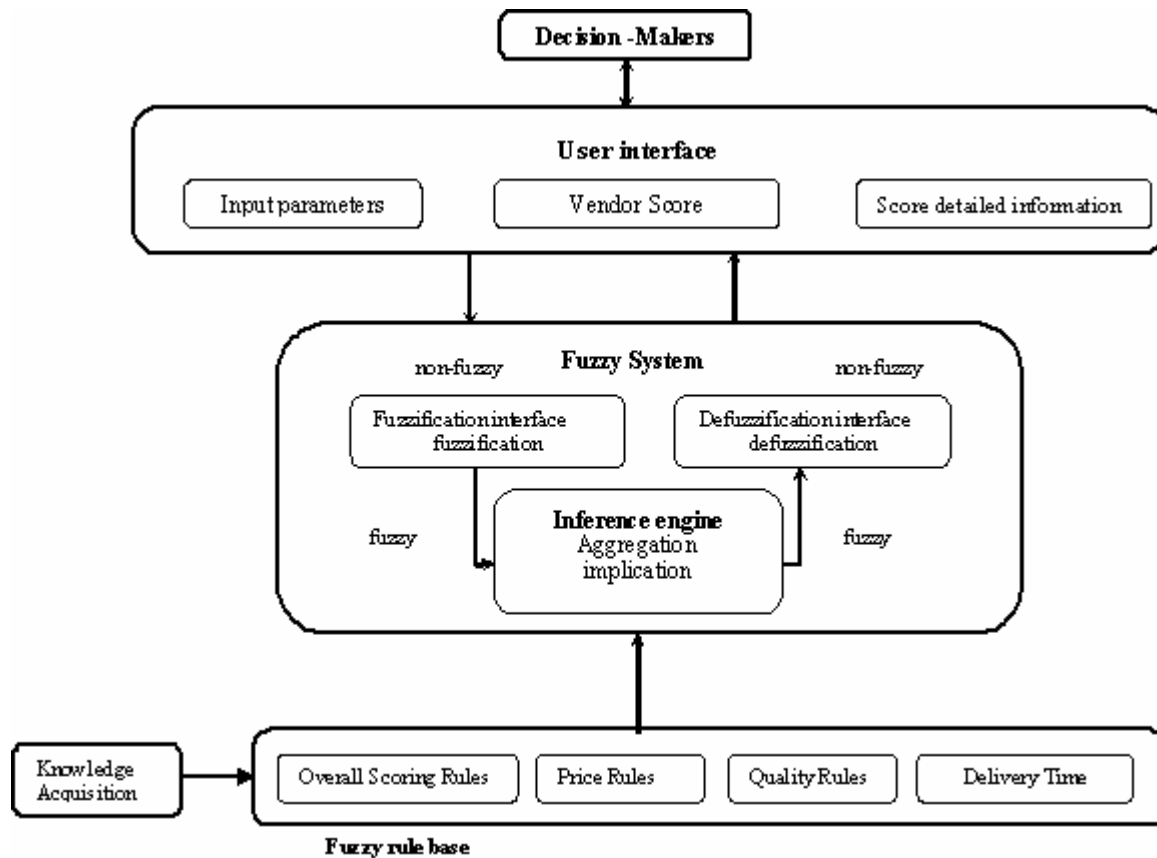 Decision -Makers
User interface
Input parameters
Vendor Score
Score detailed information
Fuzzy System
non-fuzzy
non-fuzzy
Fuzzification interface
fuzzification
Defuzzification interface
defuzzification
Inference engine
Aggregation
implication
fuzzy
fuzzy
Knowledge
Acquisition
Overall Scoring Rules
Price Rules
Quality Rules
Delivery Time
Fuzzy rule base